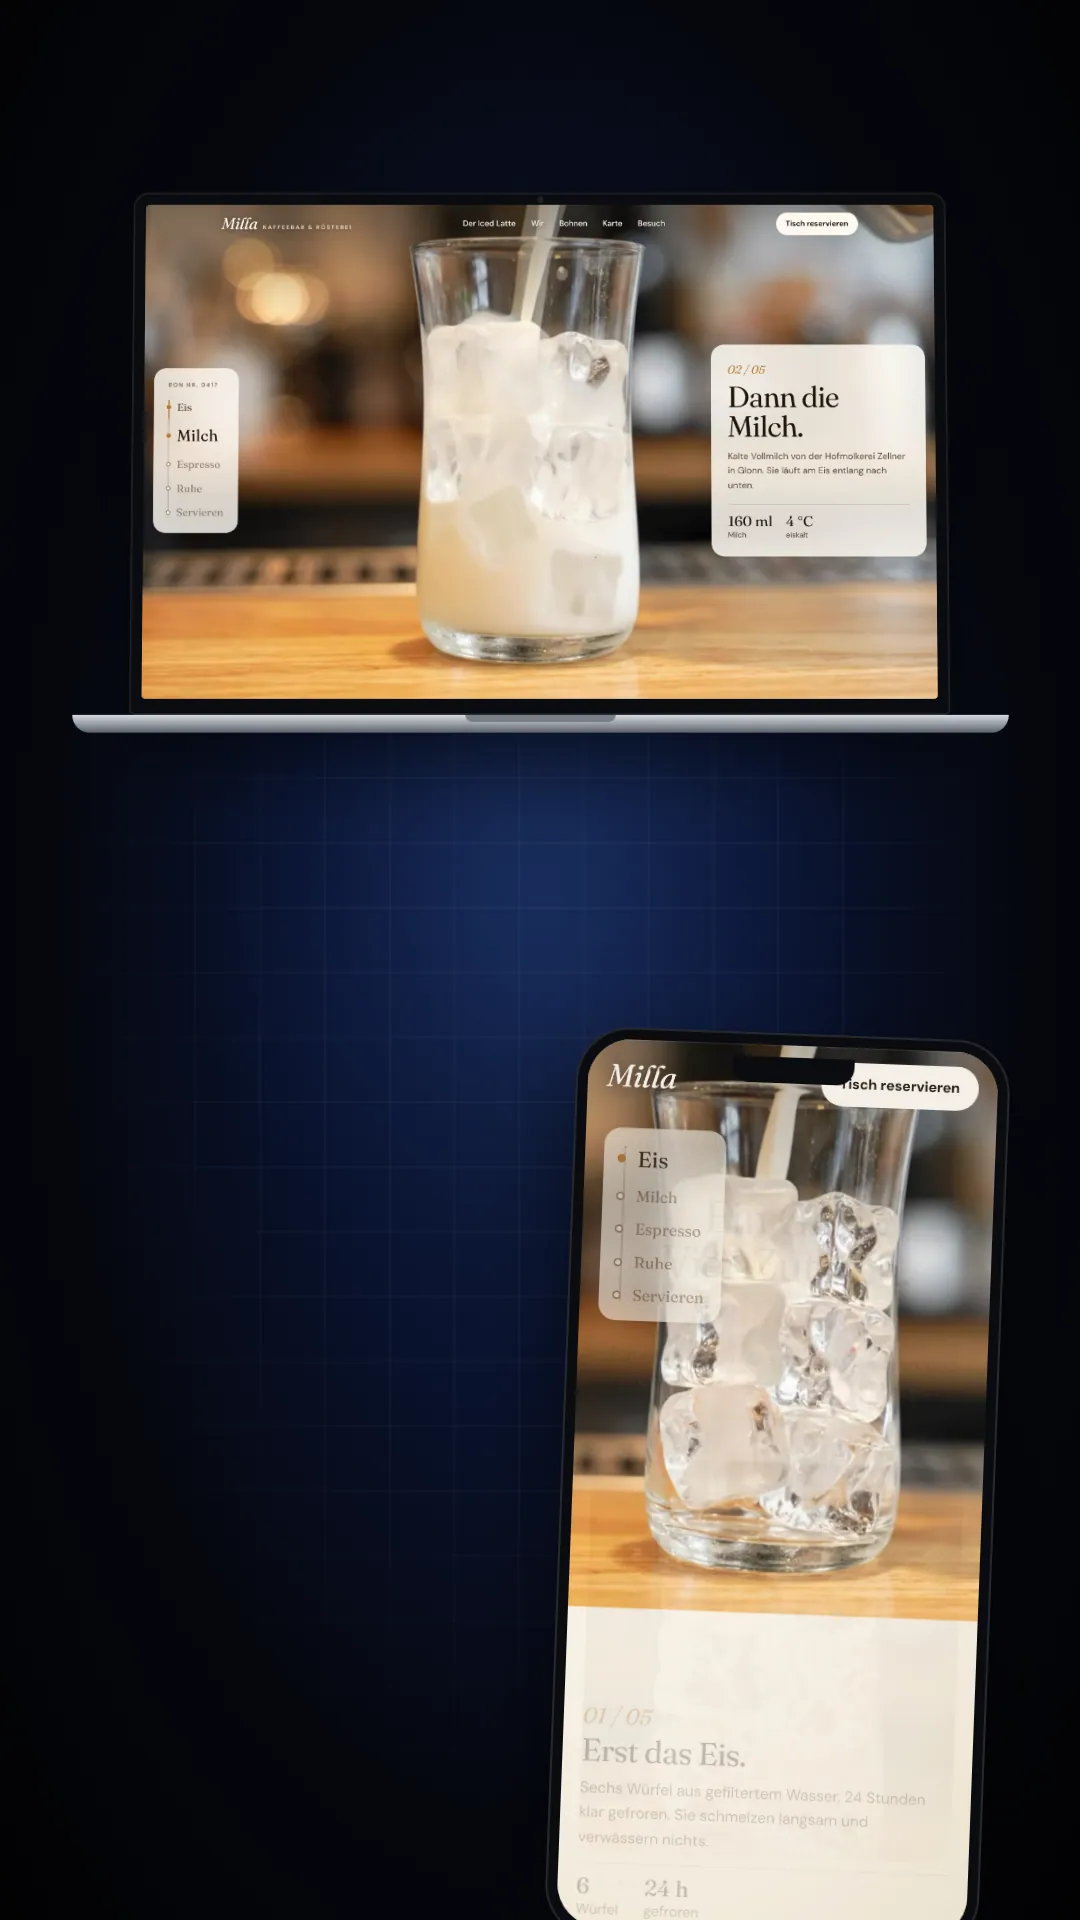 Milla KAFFEEBAR & RÖSTEREI
Der Iced Latte Wir Bohnen Karte Besuch
Tisch reservieren
BON NR. 0417
Eis
Milch
Espresso
Ruhe
Servieren
02 / 05
Dann die
Milch.
Kalte Vollmilch von der Hofmolkerei Zellner
in Glonn. Sie läuft am Eis entlang nach
unten.
160 ml 4 °C
Milch eiskalt
Milla
Tisch reservieren
Eis
Milch
Espresso
Ruhe
Servieren
01 / 05
Erst das Eis.
Sechs Würfel aus gefiltertem Wasser, 24 Stunden
klar gefroren. Sie schmelzen langsam und
verwässern nichts.
6 24 h
Würfel gefroren